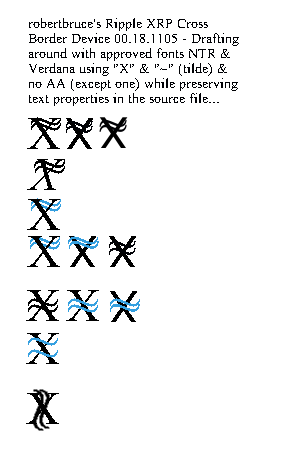 robertbruce's Ripple XRP Cross
Border Device 00.18.1105 - Drafting
around with approved fonts NTR &
Verdana using "X" & "~" (tilde) &
no AA (except one) while preserving
text properties in the source file...
X X X
X
X
X X X
X X X
X
X